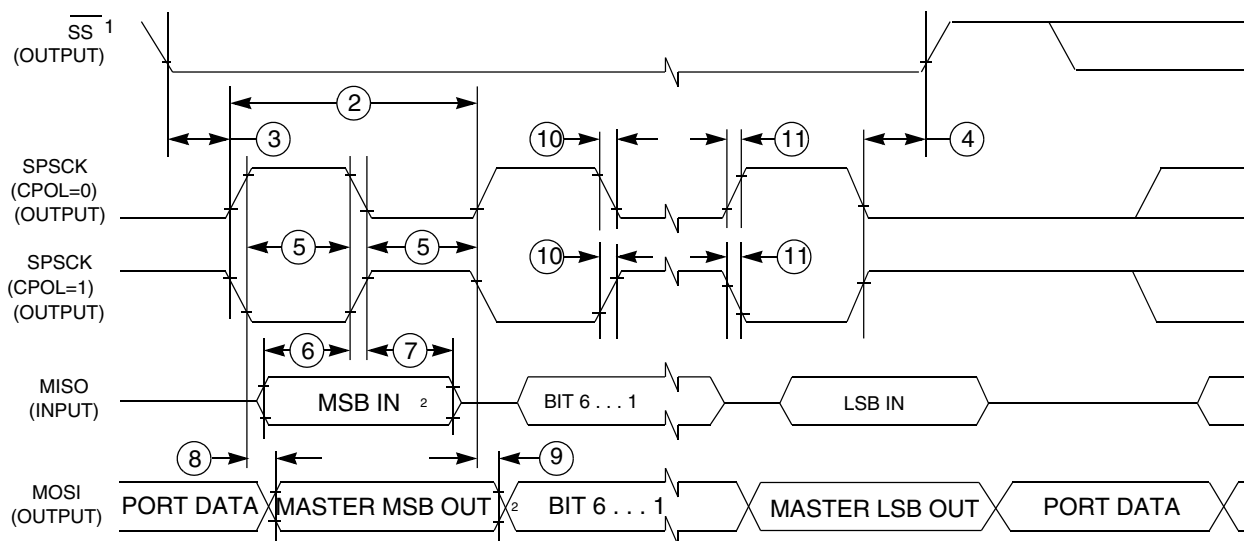 SS 1
(OUTPUT)
2
3
10
11
4
SPSCK
(CPOL=0)
(OUTPUT)
5
5
SPSCK
(CPOL=1)
(OUTPUT)
10
11
6
7
MISO
(INPUT)
MSB IN 2
BIT 6 . . . 1
LSB IN
8
9
MOSI
(OUTPUT)
PORT DATA
MASTER MSB OUT 2
BIT 6 . . . 1
MASTER LSB OUT
PORT DATA